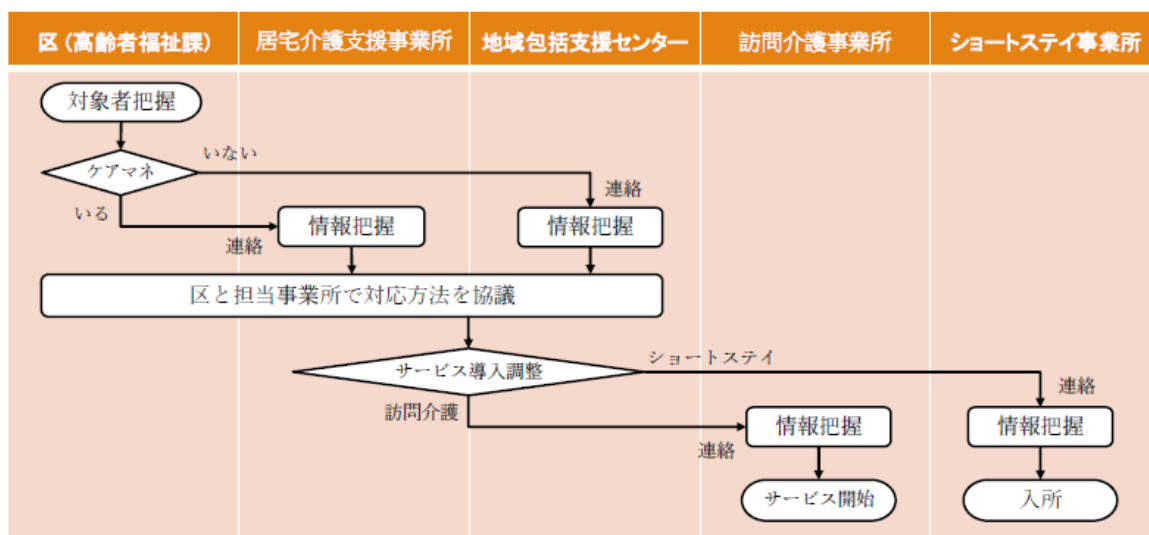 区（高齢者福祉課）
居宅介護支援事業所
地域包括支援センター
訪問介護事業所
ショートステイ事業所
対象者把握
ケアマネ
いない
連絡
いる
情報把握
情報把握
連絡
区と担当事業所で対応方法を協議
サービス導入調整
ショートステイ
連絡
訪問介護
情報把握
情報把握
連絡
サービス開始
入所